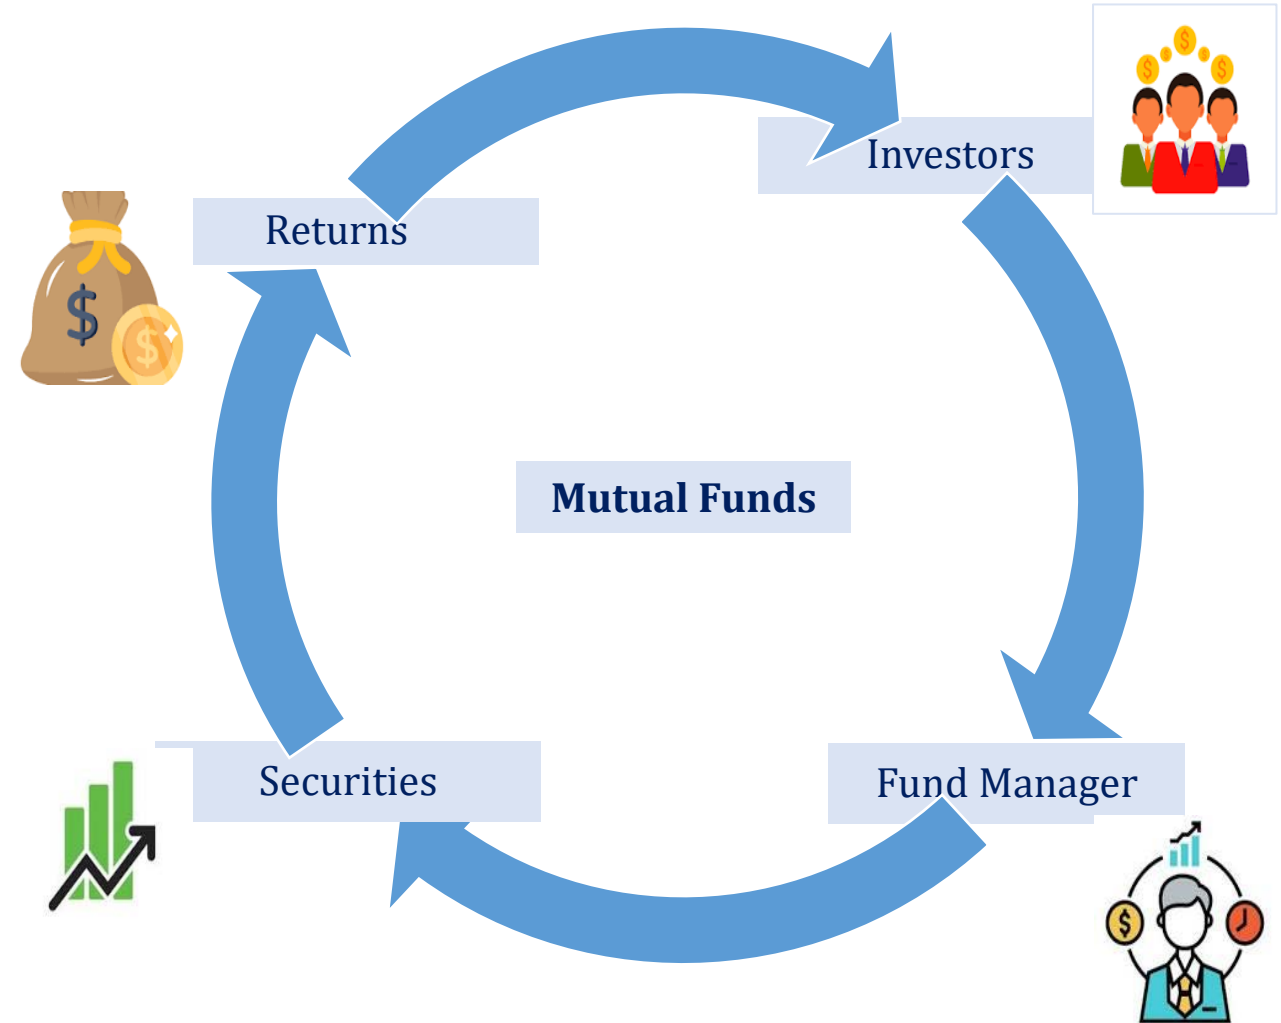 Investors
Returns
Mutual Funds
Securities
Fund Manager
$
$
$
$
$
$
$
$